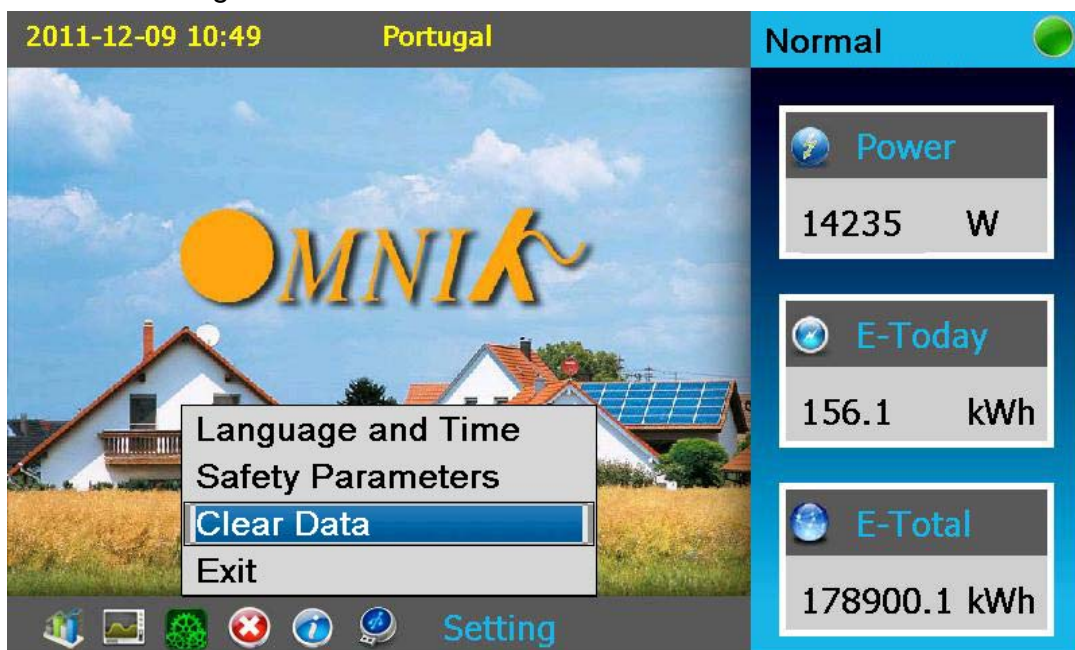 2011-12-09 10:49 Portugal
Normal
OMNIK
Power
14235 W
E-Today
156.1 kWh
E-Total
178900.1 kWh
Language and Time
Safety Parameters
Clear Data
Exit
Setting